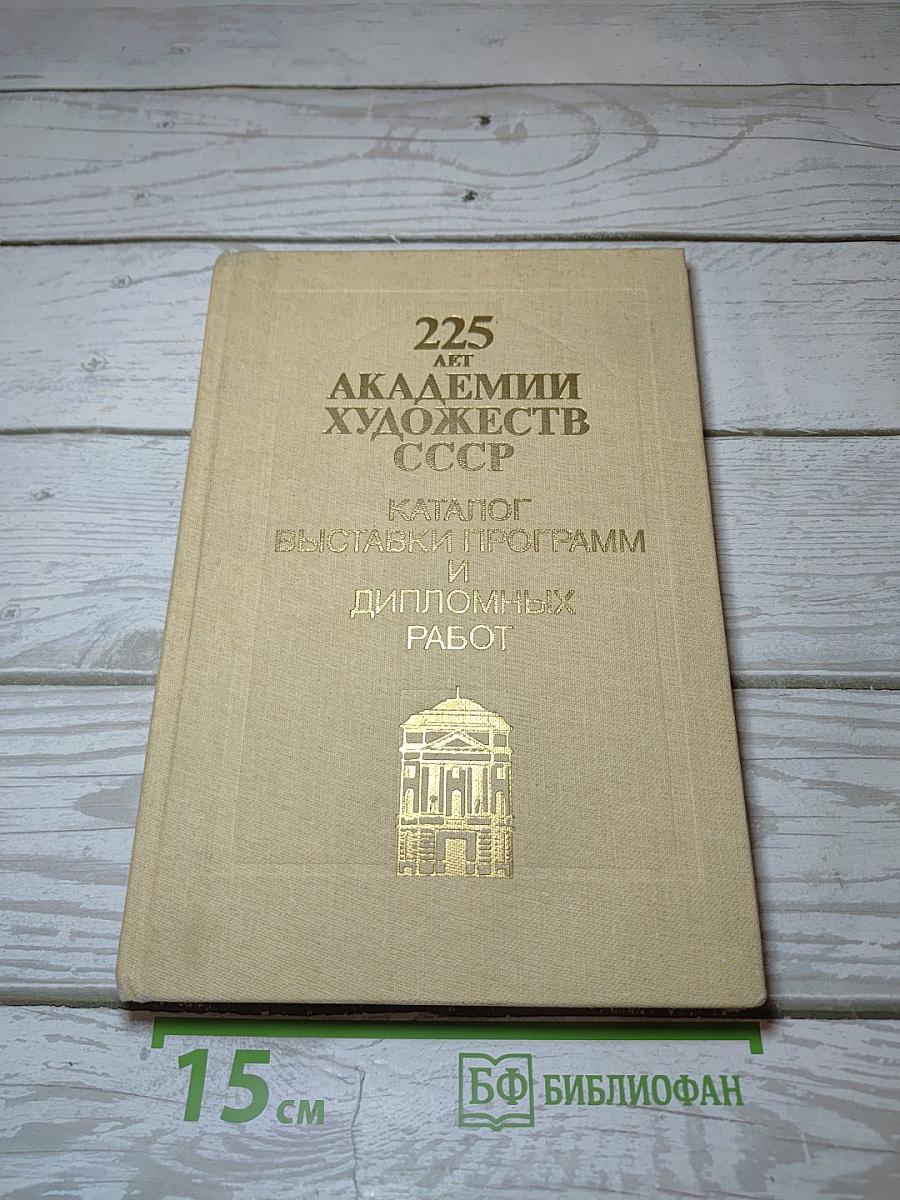 225
ЛЕТ
АКАДЕМИИ
ХУДОЖЕСТВ
СССР
КАТАЛОГ
ВЫСТАВКИ ПРОГРАММ
И
ДИПЛОМНЫХ
РАБОТ
15 см
БФ БИБЛИОФАН